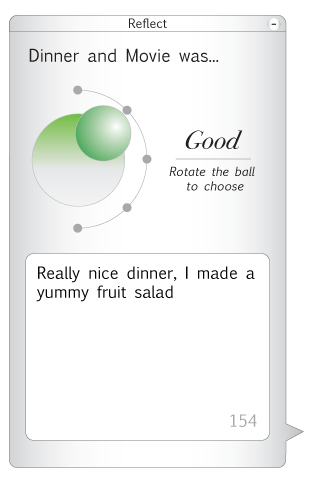 Reflect
Dinner and Movie was...
Good
Rotate the ball
to choose
Really nice dinner, I made a
yummy fruit salad
154